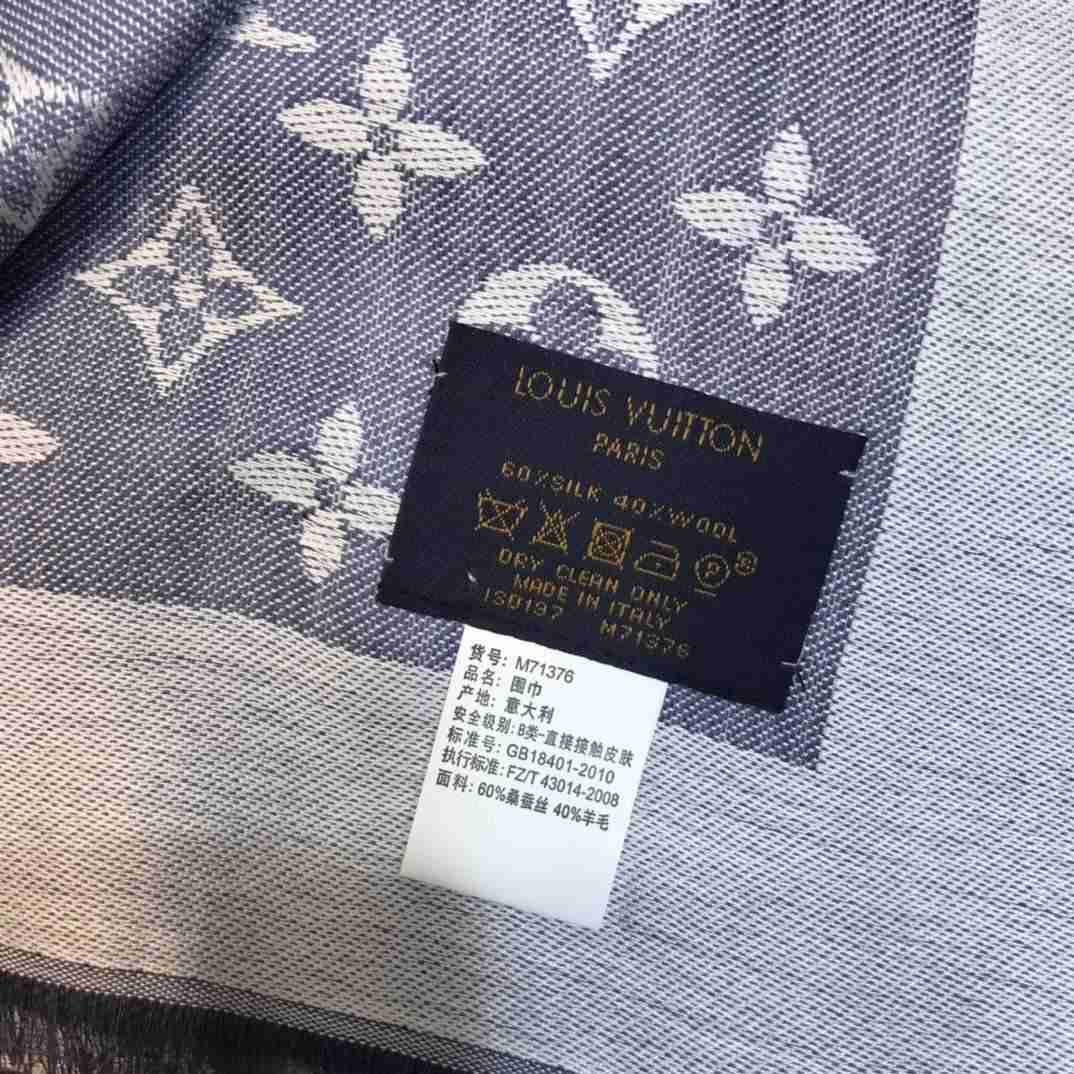 LOUIS VUITTON
PARIS
60%SILK 40%WOOL
P
DRY CLEAN ONLY
MADE IN ITALY
ISD197 M71376
货号: M71376
品名: 围巾
产地: 意大利
安全级别: B类-直接接触皮肤
标准号: GB18401-2010
执行标准: FZ/T 43014-2008
面料: 60%桑蚕丝 40%羊毛